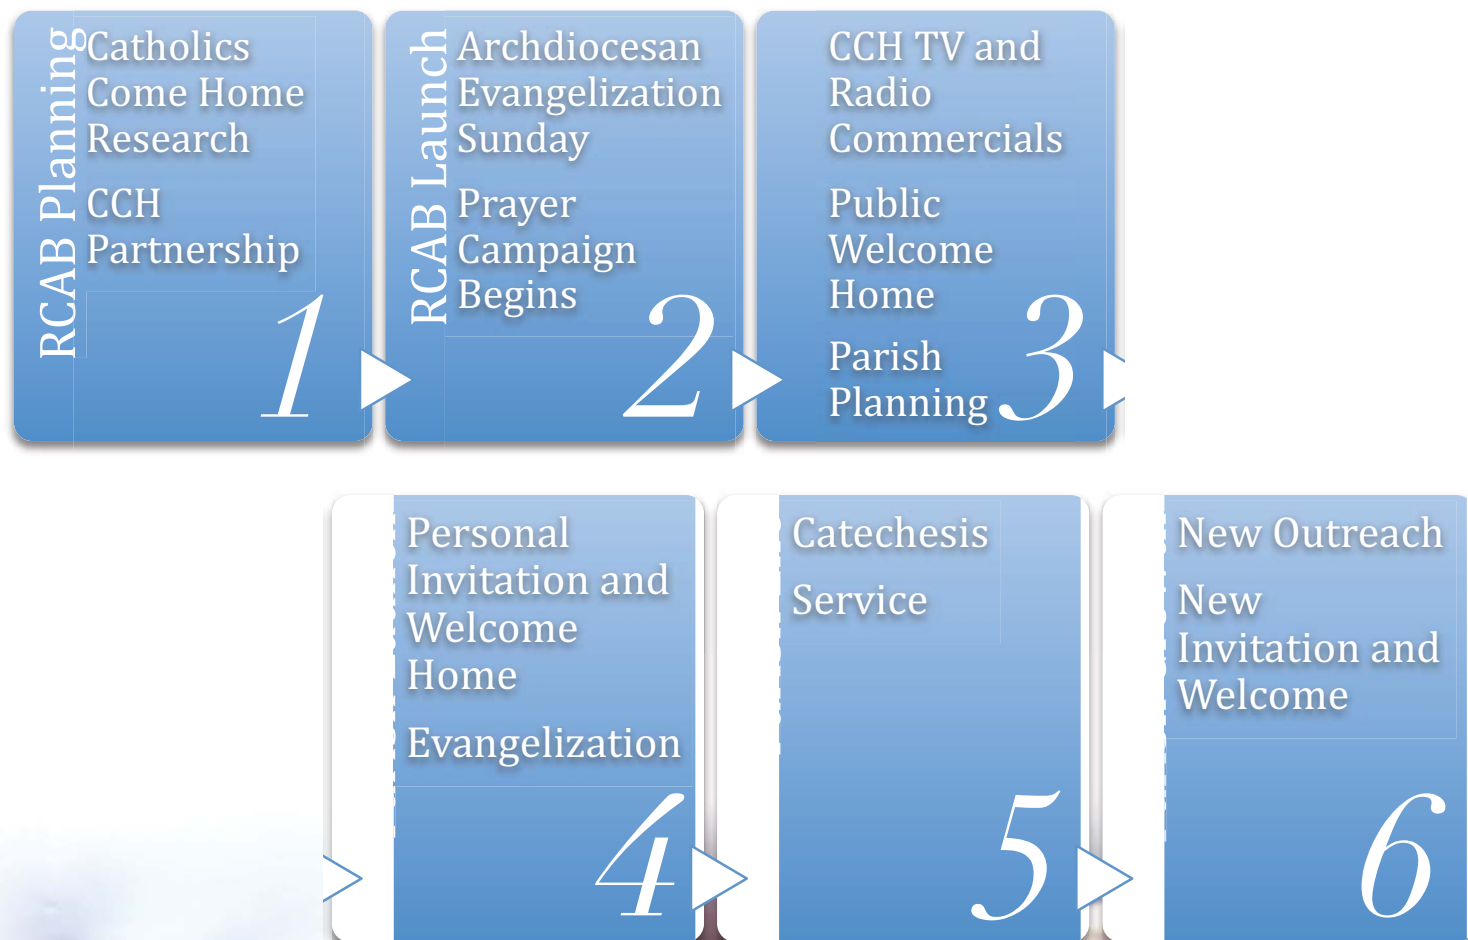 RCAB Planning
Catholics
Come Home
Research
CCH
Partnership
1
RCAB Launch
Archdiocesan
Evangelization
Sunday
Prayer
Campaign
Begins
2
CCH TV and
Radio
Commercials
Public
Welcome
Home
Parish
Planning
3
Personal
Invitation and
Welcome
Home
Evangelization
4
Catechesis
Service
5
New Outreach
New
Invitation and
Welcome
6